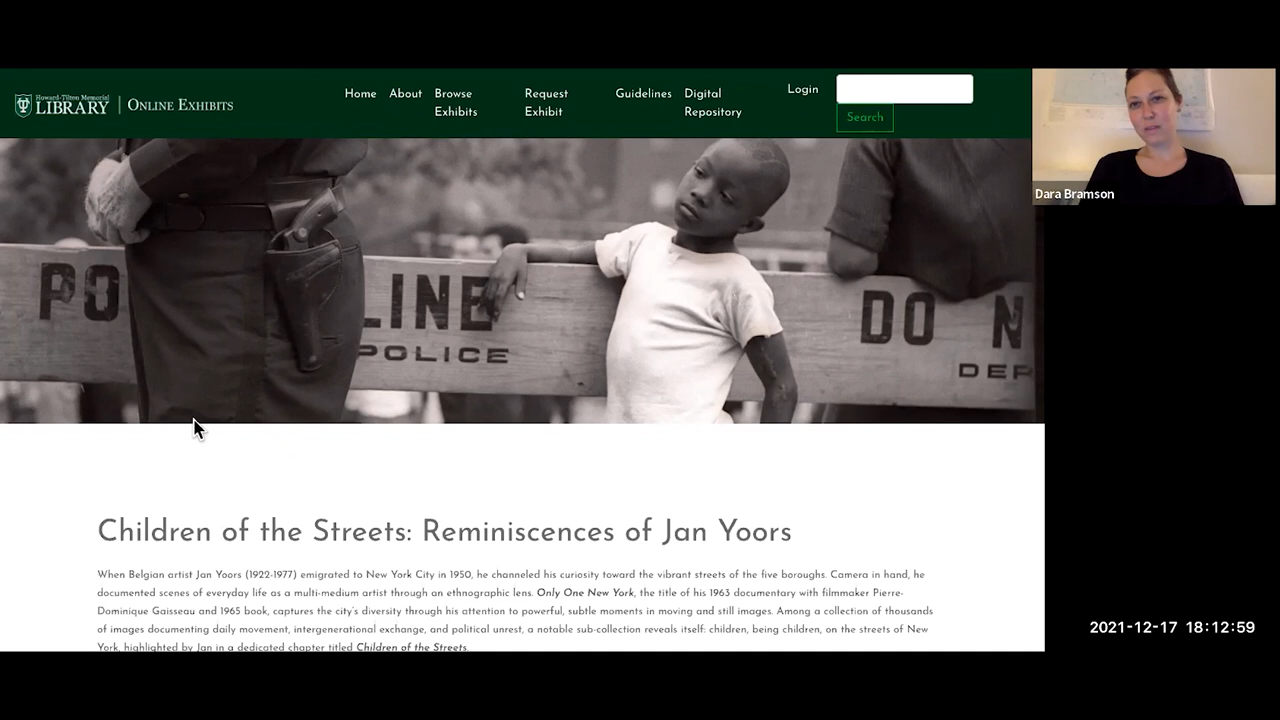 Howard-Tilton Memorial
LIBRARY | ONLINE EXHIBITS
Home About Browse Exhibits Request Exhibit Guidelines Digital Repository Login
Search
Dara Bramson
PO LINE DO N
POLICE DEP
Children of the Streets: Reminiscences of Jan Yoors
When Belgian artist Jan Yoors (1922-1977) emigrated to New York City in 1950, he channeled his curiosity toward the vibrant streets of the five boroughs. Camera in hand, he
documented scenes of everyday life as a multi-medium artist through an ethnographic lens. Only One New York, the title of his 1963 documentary with filmmaker Pierre-
Dominique Gaisseau and 1965 book, captures the city's diversity through his attention to powerful, subtle moments in moving and still images. Among a collection of thousands
of images documenting daily movement, intergenerational exchange, and political unrest, a notable sub-collection reveals itself: children, being children, on the streets of New
York, highlighted by Jan in a dedicated chapter titled Children of the Streets.
2021-12-17 18:12:59